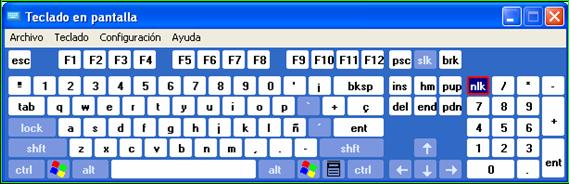 Teclado en pantalla
Archivo Teclado Configuración Ayuda
esc F1 F2 F3 F4 F5 F6 F7 F8 F9 F10 F11 F12 psc slk brk
º 1 2 3 4 5 6 7 8 9 0 ' ¡ bksp ins hm pup nlk / * -
tab q w e r t y u i o p ` + ç del end pdn 7 8 9 +
lock a s d f g h j k l ñ ´ ent 4 5 6
shft z x c v b n m , . - shft ↑ 1 2 3 ent
ctrl alt alt ctrl ← ↓ → 0 .